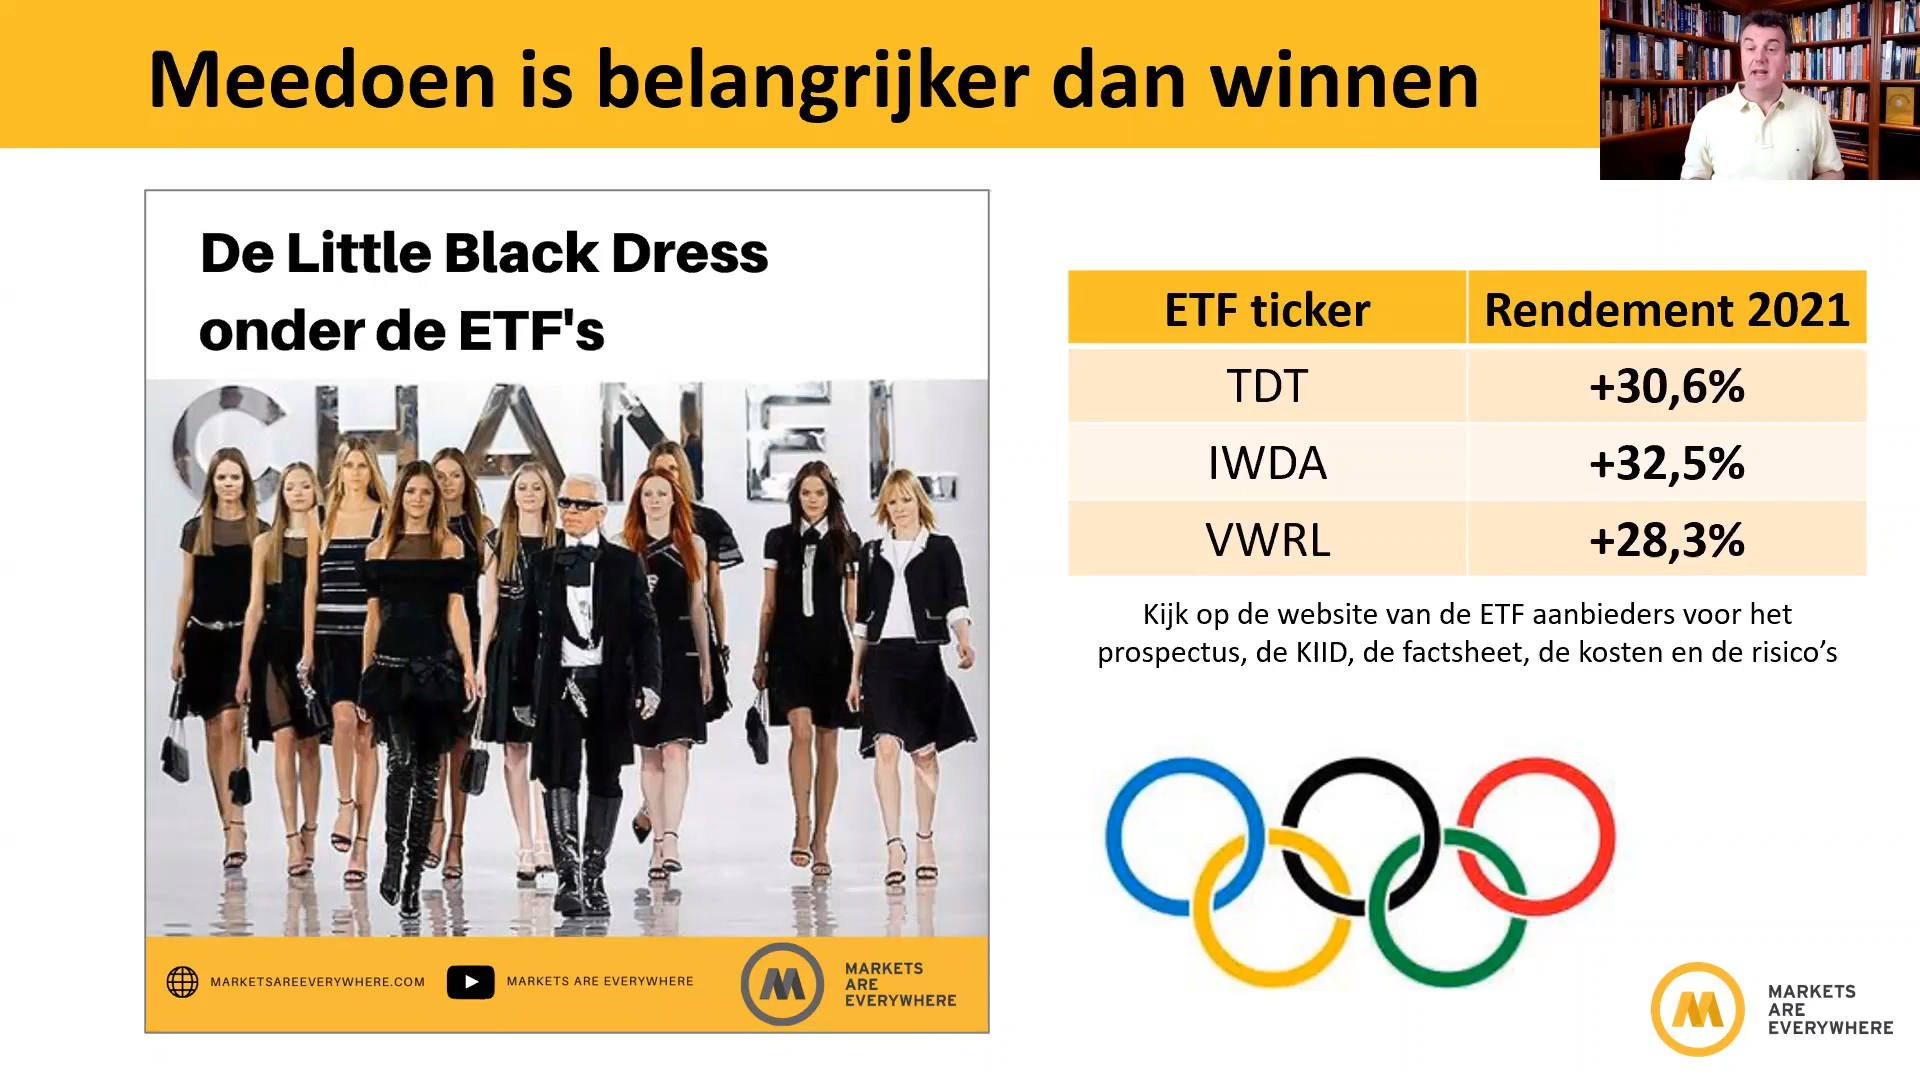 Meedoen is belangrijker dan winnen
De Little Black Dress
onder de ETF's
CHANEL
MARKETSAREEVERYWHERE.COM
MARKETS ARE EVERYWHERE
MARKETS
ARE
EVERYWHERE
ETF ticker Rendement 2021
TDT +30,6%
IWDA +32,5%
VWRL +28,3%
Kijk op de website van de ETF aanbieders voor het
prospectus, de KIID, de factsheet, de kosten en de risico’s
MARKETS
ARE
EVERYWHERE